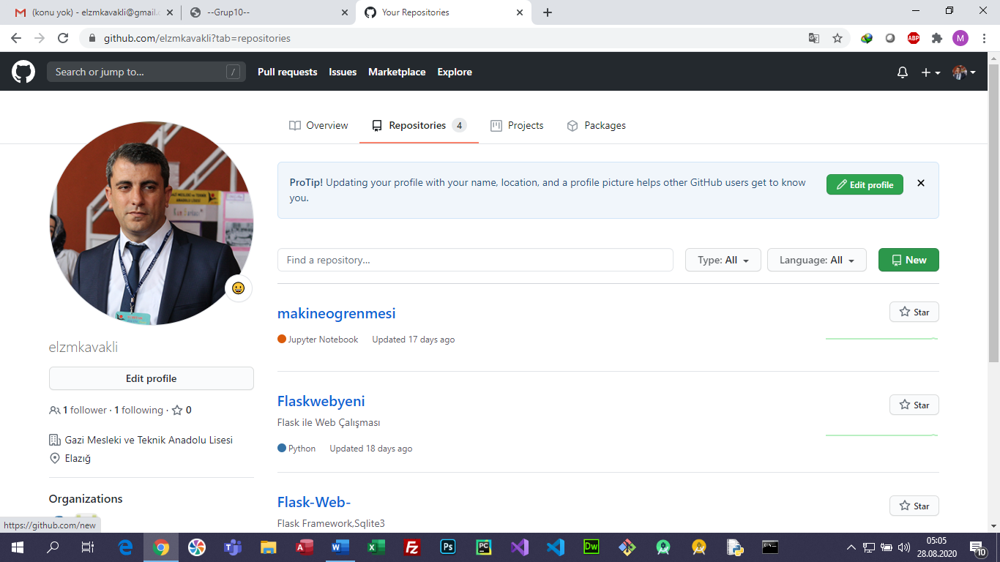 (konu yok) - elzmkavakli@gmail.c
--Grup10--
Your Repositories
github.com/elzmkavakli?tab=repositories
ABP
M
Search or jump to...
/
Pull requests Issues Marketplace Explore
Overview Repositories 4 Projects Packages
ProTip! Updating your profile with your name, location, and a profile picture helps other GitHub users get to know
you.
Edit profile
Find a repository...
Type: All
Language: All
New
makineogrenmesi
Star
Jupyter Notebook Updated 17 days ago
elzmkavakli
Edit profile
1 follower · 1 following · 0
Gazi Mesleki ve Teknik Anadolu Lisesi
Elazığ
Organizations
Flaskwebyeni
Star
Flask ile Web Çalışması
Python Updated 18 days ago
Flask-Web-
Star
Flask Framework,Sqlite3
https://github.com/new
Ps
PC
Dw
05:05
28.08.2020
10